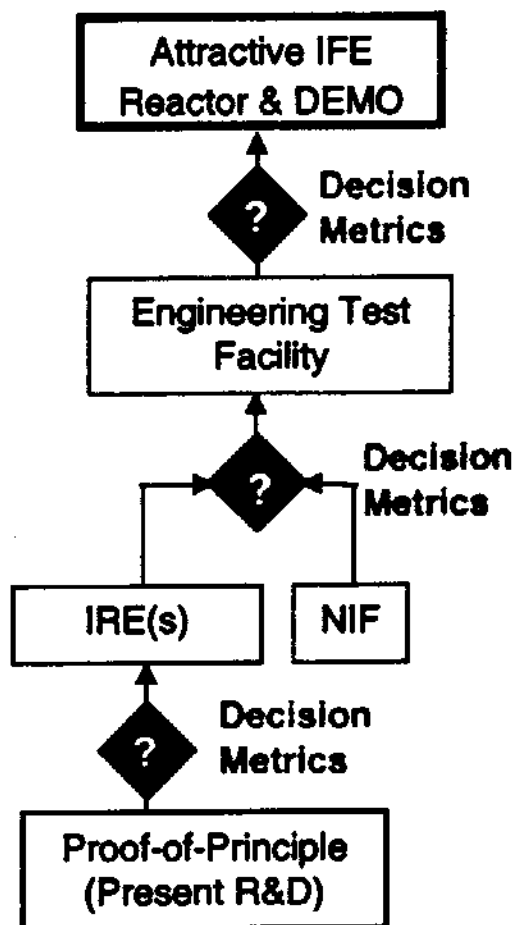 Attractive IFE
Reactor & DEMO
?
Decision
Metrics
Engineering Test
Facility
?
Decision
Metrics
IRE(s)
NIF
?
Decision
Metrics
Proof-of-Principle
(Present R&D)